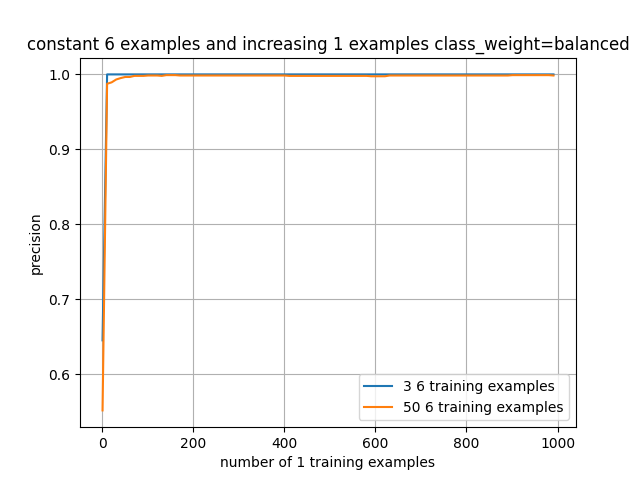 constant 6 examples and increasing 1 examples class_weight=balanced
1.0
0.9
0.8
0.7
0.6
precision
3 6 training examples
50 6 training examples
0 200 400 600 800 1000
number of 1 training examples